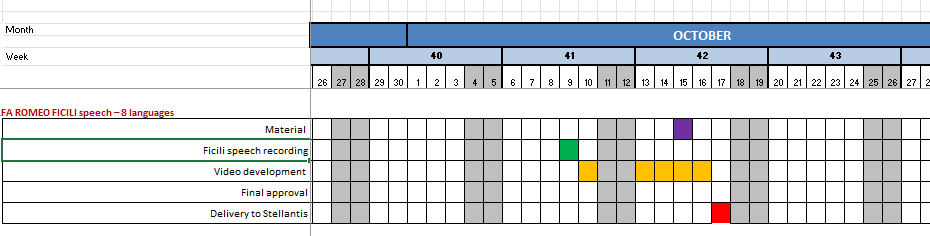 Month
OCTOBER
Week
40 41 42 43
26 27 28 29 30 1 2 3 4 5 6 7 8 9 10 11 12 13 14 15 16 17 18 19 20 21 22 23 24 25 26 27
FA ROMEO FICILI speech – 8 languages
Material
Ficili speech recording
Video development
Final approval
Delivery to Stellantis